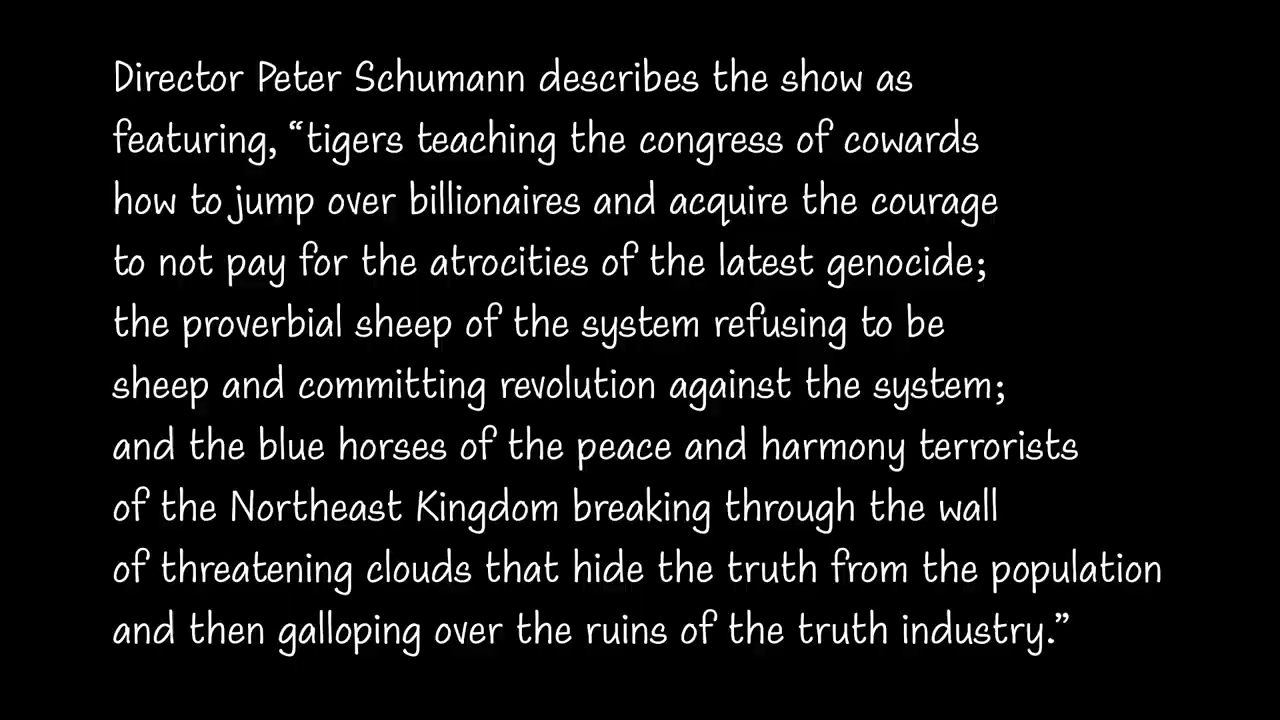 Director Peter Schumann describes the show as
featuring, “tigers teaching the congress of cowards
how to jump over billionaires and acquire the courage
to not pay for the atrocities of the latest genocide;
the proverbial sheep of the system refusing to be
sheep and committing revolution against the system;
and the blue horses of the peace and harmony terrorists
of the Northeast Kingdom breaking through the wall
of threatening clouds that hide the truth from the population
and then galloping over the ruins of the truth industry.”